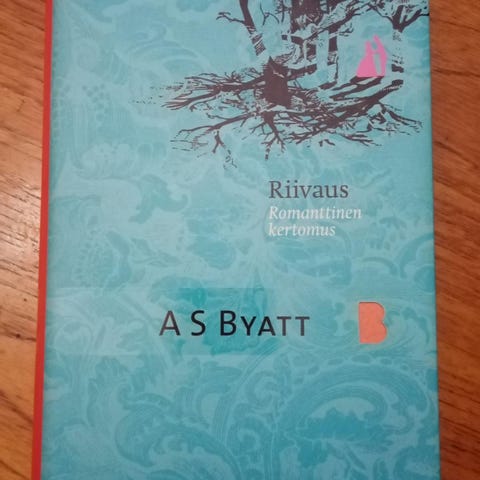 Riivaus
Romanttinen
kertomus
A S BYATT
B